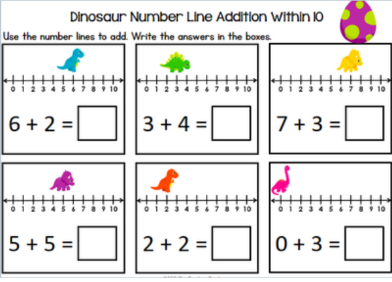 Dinosaur Number Line Addition Within 10
Use the number lines to add. Write the answers in the boxes.
0 1 2 3 4 5 6 7 8 9 10
6 + 2 =
0 1 2 3 4 5 6 7 8 9 10
3 + 4 =
0 1 2 3 4 5 6 7 8 9 10
7 + 3 =
0 1 2 3 4 5 6 7 8 9 10
5 + 5 =
0 1 2 3 4 5 6 7 8 9 10
2 + 2 =
0 1 2 3 4 5 6 7 8 9 10
0 + 3 =